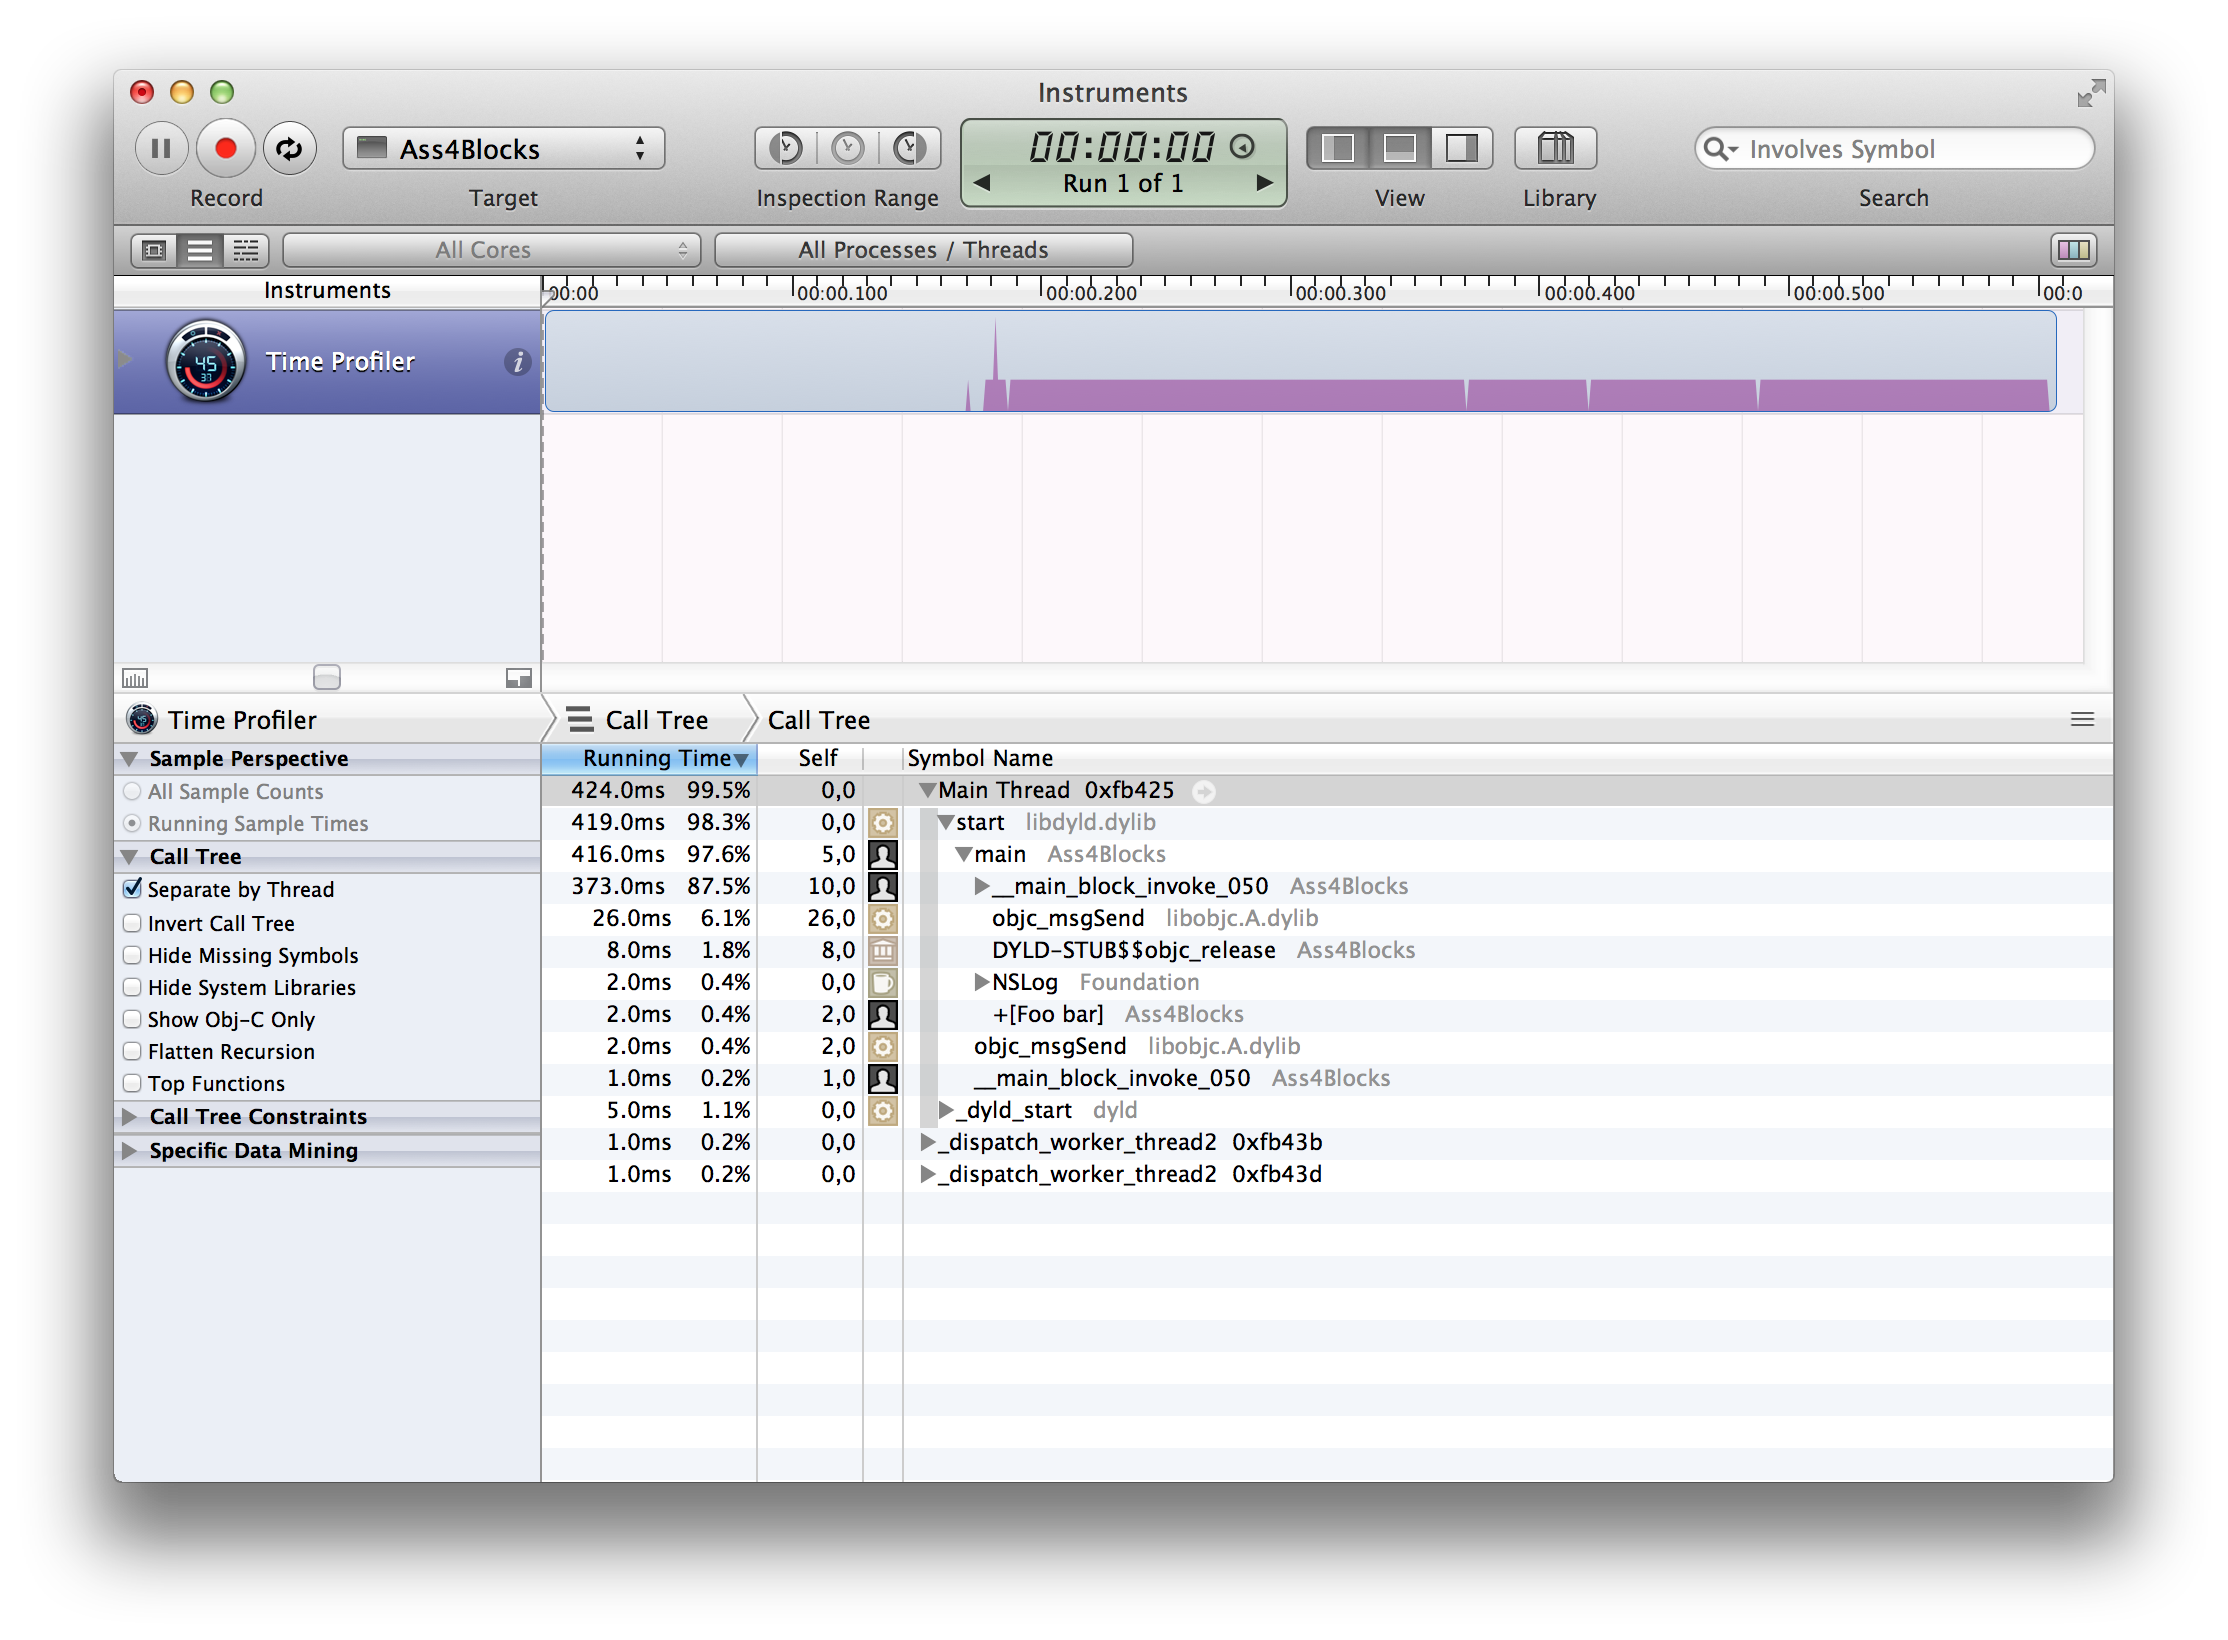 Instruments
Ass4Blocks
00:00:00
Run 1 of 1
Involves Symbol
Record
Target
Inspection Range
View
Library
Search
All Cores
All Processes / Threads
Instruments
00:00 00:00.100 00:00.200 00:00.300 00:00.400 00:00.500 00:0
45
37
Time Profiler
Time Profiler
Call Tree
Call Tree
Sample Perspective
All Sample Counts
Running Sample Times
Call Tree
Separate by Thread
Invert Call Tree
Hide Missing Symbols
Hide System Libraries
Show Obj-C Only
Flatten Recursion
Top Functions
Call Tree Constraints
Specific Data Mining
Running Time Self Symbol Name
424.0ms 99.5% 0,0 Main Thread 0xfb425
419.0ms 98.3% 0,0 start libdyld.dylib
416.0ms 97.6% 5,0 main Ass4Blocks
373.0ms 87.5% 10,0 __main_block_invoke_050 Ass4Blocks
26.0ms 6.1% 26,0 objc_msgSend libobjc.A.dylib
8.0ms 1.8% 8,0 DYLD-STUB$$objc_release Ass4Blocks
2.0ms 0.4% 0,0 NSLog Foundation
2.0ms 0.4% 2,0 +[Foo bar] Ass4Blocks
2.0ms 0.4% 2,0 objc_msgSend libobjc.A.dylib
1.0ms 0.2% 1,0 __main_block_invoke_050 Ass4Blocks
5.0ms 1.1% 0,0 _dyld_start dyld
1.0ms 0.2% 0,0 _dispatch_worker_thread2 0xfb43b
1.0ms 0.2% 0,0 _dispatch_worker_thread2 0xfb43d